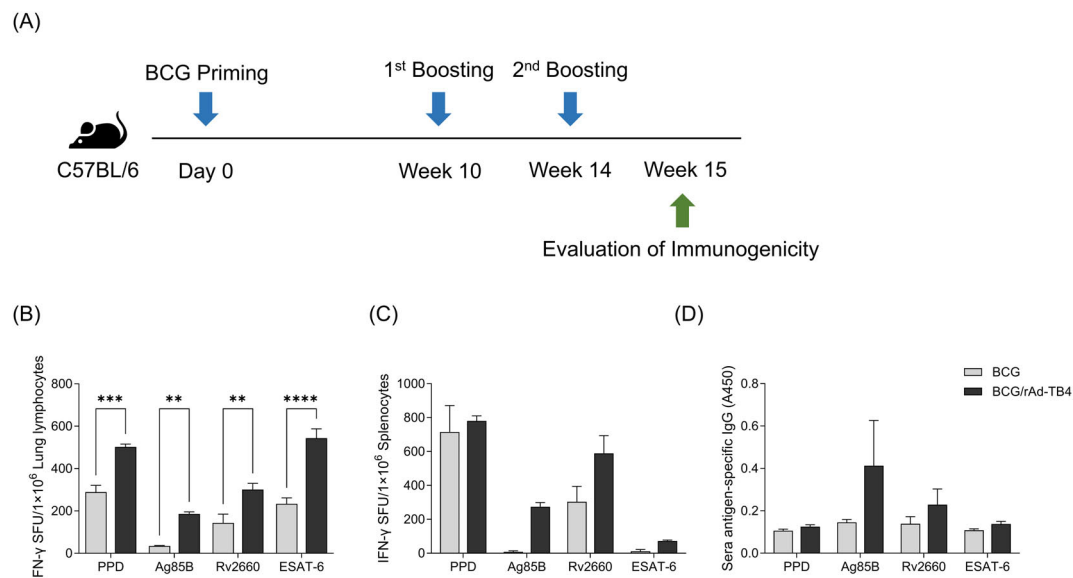 (A)
BCG Priming
1st Boosting
2nd Boosting
C57BL/6
Day 0
Week 10
Week 14
Week 15
Evaluation of Immunogenicity
(B)
FN-γ SFU/1×10⁶ Lung lymphocytes
800
600
400
200
0
***
**
**
****
PPD
Ag85B
Rv2660
ESAT-6
(C)
IFN-γ SFU/1×10⁶ Splenocytes
1000
800
600
400
200
0
PPD
Ag85B
Rv2660
ESAT-6
(D)
Sera antigen-specific IgG (A450)
0.8
0.6
0.4
0.2
0.0
PPD
Ag85B
Rv2660
ESAT-6
BCG
BCG/rAd-TB4